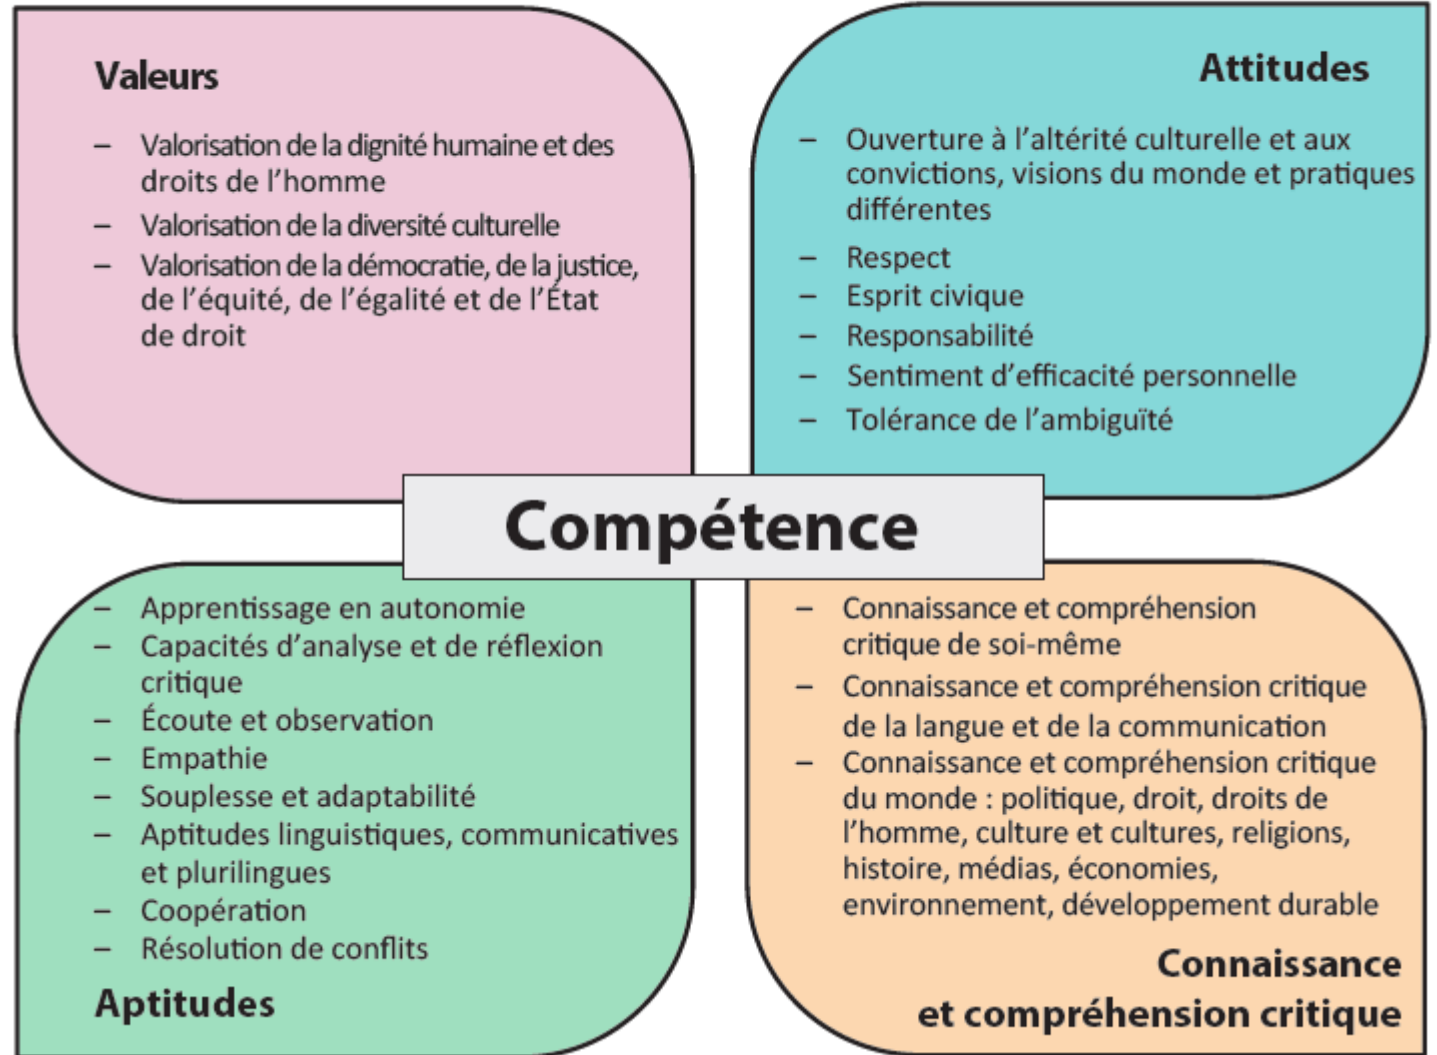 Valeurs
– Valorisation de la dignité humaine et des
droits de l’homme
– Valorisation de la diversité culturelle
– Valorisation de la démocratie, de la justice,
de l’équité, de l’égalité et de l’État
de droit
Attitudes
– Ouverture à l’altérité culturelle et aux
convictions, visions du monde et pratiques
différentes
– Respect
– Esprit civique
– Responsabilité
– Sentiment d’efficacité personnelle
– Tolérance de l’ambiguïté
Compétence
– Apprentissage en autonomie
– Capacités d’analyse et de réflexion
critique
– Écoute et observation
– Empathie
– Souplesse et adaptabilité
– Aptitudes linguistiques, communicatives
et plurilingues
– Coopération
– Résolution de conflits
Aptitudes
– Connaissance et compréhension
critique de soi-même
– Connaissance et compréhension critique
de la langue et de la communication
– Connaissance et compréhension critique
du monde : politique, droit, droits de
l’homme, culture et cultures, religions,
histoire, médias, économies,
environnement, développement durable
Connaissance
et compréhension critique